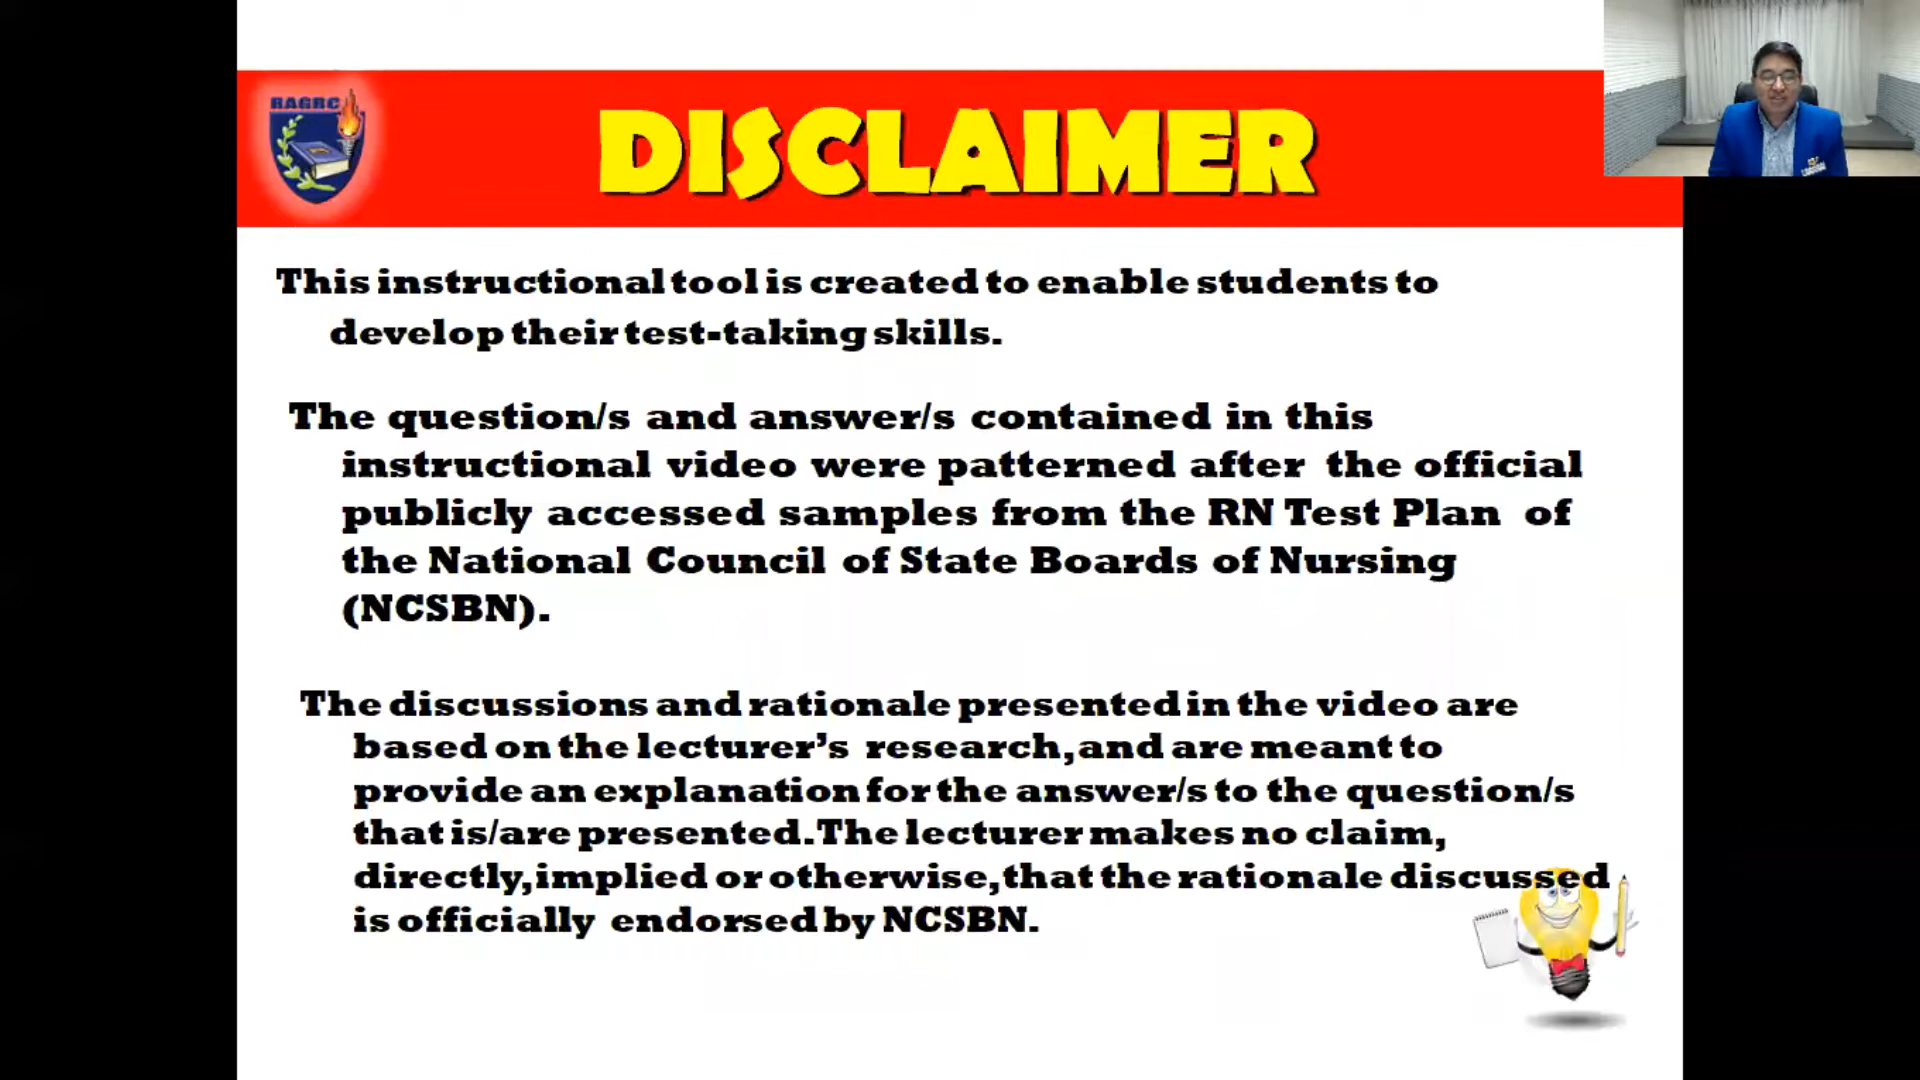 RAGRC
DISCLAIMER
This instructional tool is created to enable students to
develop their test-taking skills.
The question/s and answer/s contained in this
instructional video were patterned after the official
publicly accessed samples from the RN Test Plan of
the National Council of State Boards of Nursing
(NCSBN).
The discussions and rationale presented in the video are
based on the lecturer’s research, and are meant to
provide an explanation for the answer/s to the question/s
that is/are presented. The lecturer makes no claim,
directly, implied or otherwise, that the rationale discussed
is officially endorsed by NCSBN.